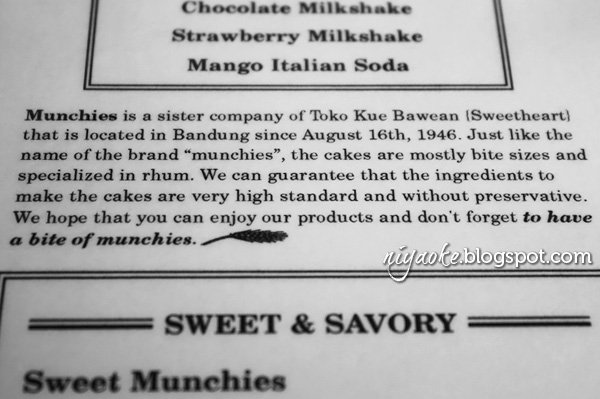 Chocolate Milkshake
Strawberry Milkshake
Mango Italian Soda
Munchies is a sister company of Toko Kue Bawean (Sweetheart)
that is located in Bandung since August 16th, 1946. Just like the
name of the brand “munchies”, the cakes are mostly bite sizes and
specialized in rhum. We can guarantee that the ingredients to
make the cakes are very high standard and without preservative.
We hope that you can enjoy our products and don't forget to have
a bite of munchies.
niyaoke.blogspot.com
SWEET & SAVORY
Sweet Munchies